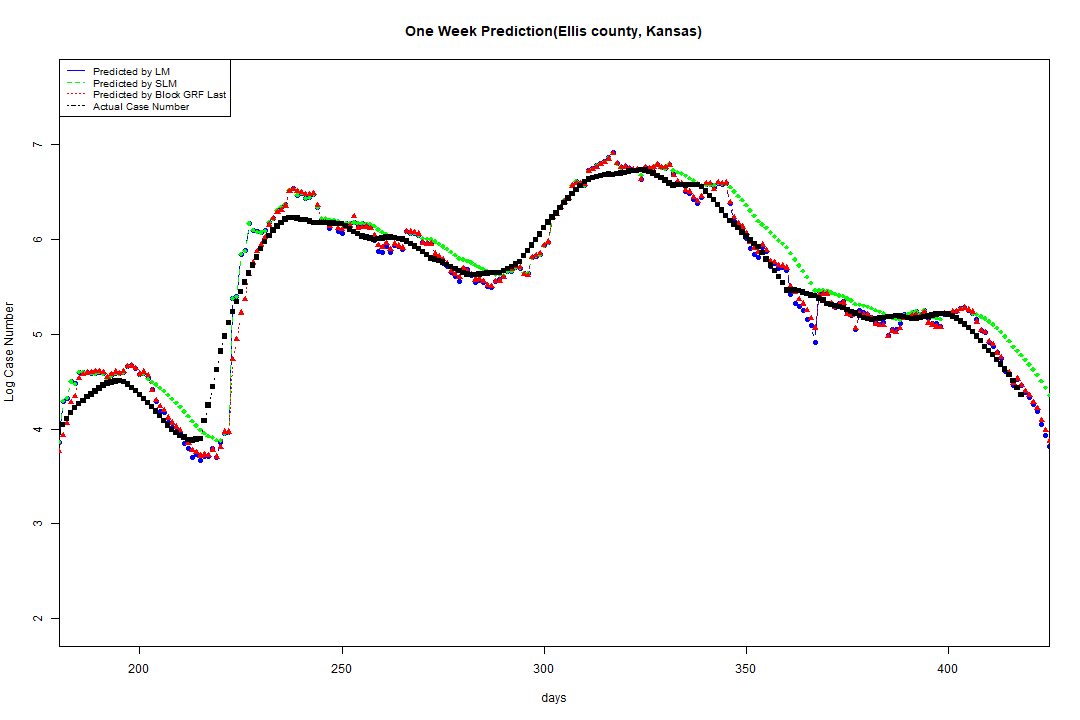 One Week Prediction(Ellis county, Kansas)
Predicted by LM
Predicted by SLM
Predicted by Block GRF Last
Actual Case Number
Log Case Number
7
6
5
4
3
2
200 250 300 350 400
days